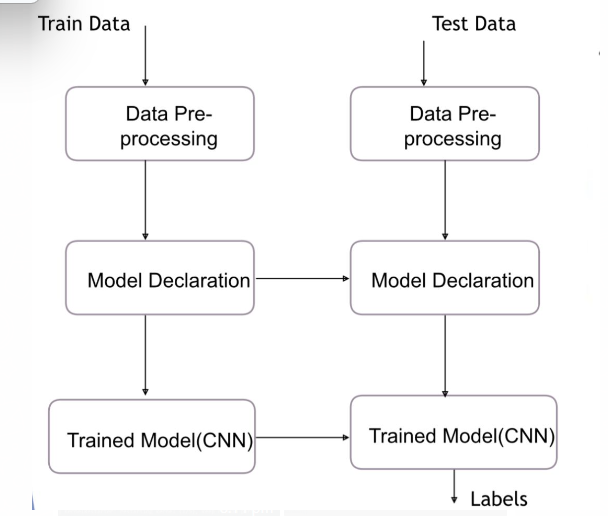 Train Data
Test Data
Data Pre-
processing
Data Pre-
processing
Model Declaration
Model Declaration
Trained Model(CNN)
Trained Model(CNN)
Labels